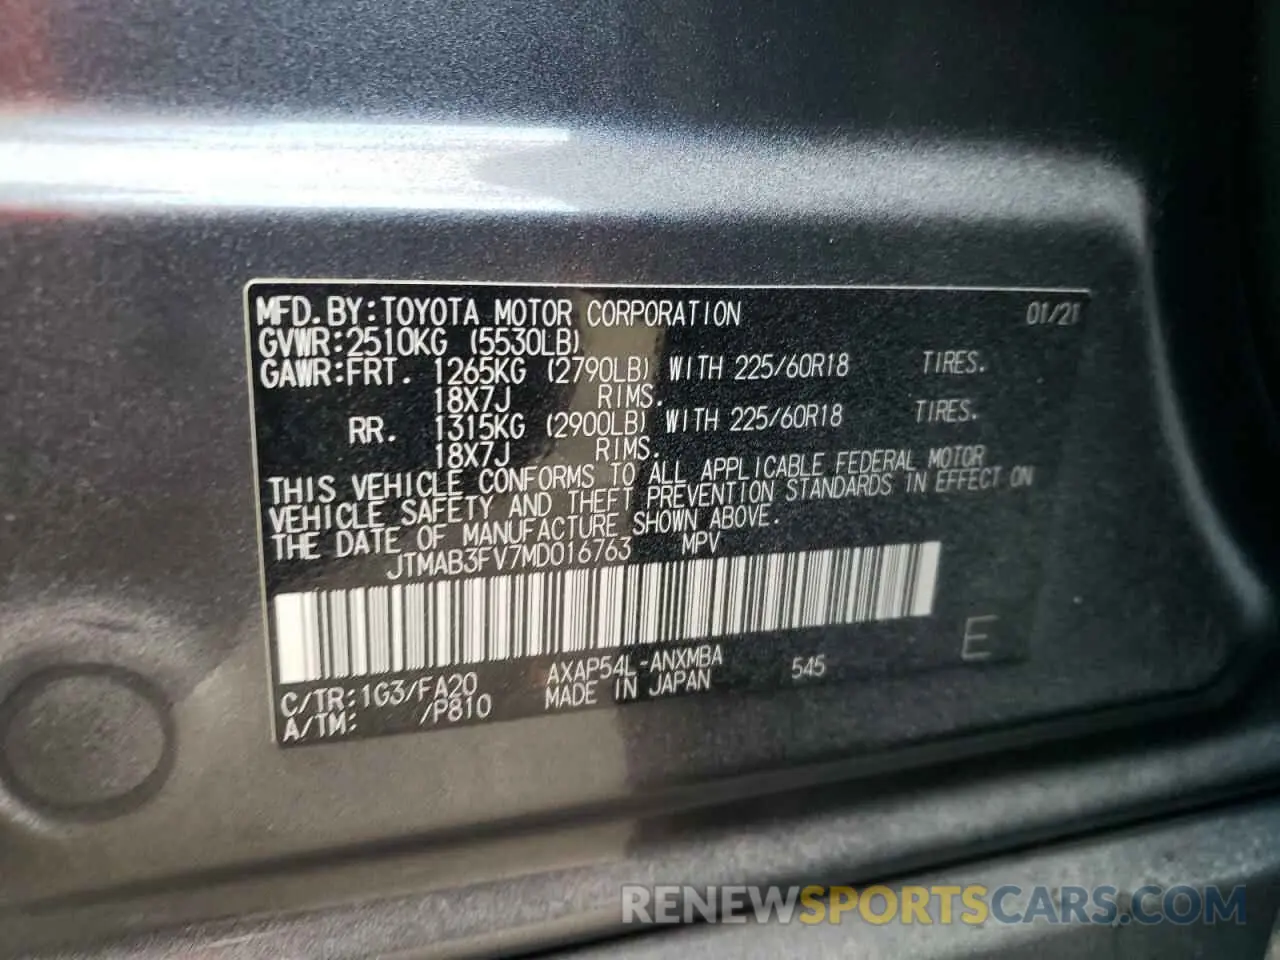 MFD.BY:TOYOTA MOTOR CORPORATION 01/21
GVWR:2510KG (5530LB)
GAWR:FRT. 1265KG (2790LB) WITH 225/60R18 TIRES.
18X7J RIMS.
RR. 1315KG (2900LB) WITH 225/60R18 TIRES.
18X7J RIMS.
THIS VEHICLE CONFORMS TO ALL APPLICABLE FEDERAL MOTOR
VEHICLE SAFETY AND THEFT PREVENTION STANDARDS IN EFFECT ON
THE DATE OF MANUFACTURE SHOWN ABOVE.
JTMAB3FV7MD016763 MPV
C/TR:1G3/FA20 AXAP54L-ANXMBA 545 E
A/TM: /P810 MADE IN JAPAN
RENEWSPORTSCARS.COM